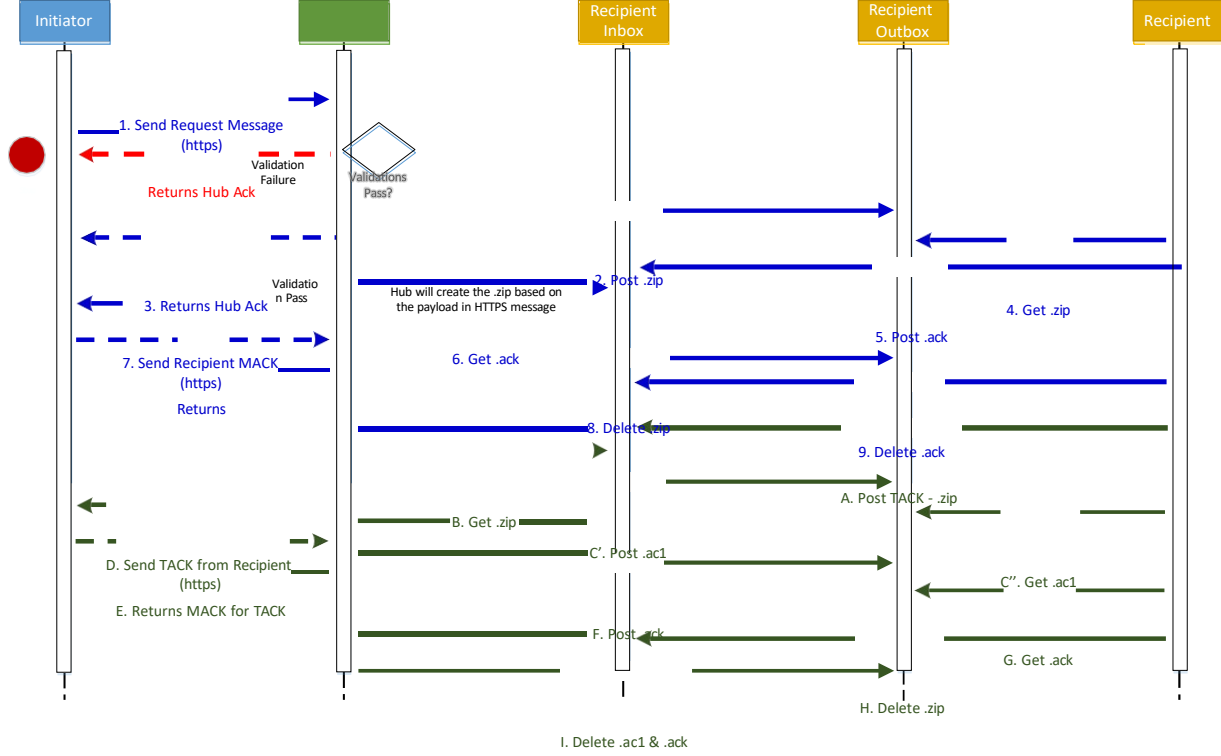 Initiator
Recipient
Inbox
Recipient
Outbox
Recipient
1. Send Request Message
(https)
Validation
Failure
Returns Hub Ack
Validations
Pass?
Validatio
n Pass
3. Returns Hub Ack
2. Post .zip
Hub will create the .zip based on
the payload in HTTPS message
4. Get .zip
5. Post .ack
6. Get .ack
7. Send Recipient MACK
(https)
Returns
8. Delete .zip
9. Delete .ack
A. Post TACK - .zip
B. Get .zip
C’. Post .ac1
D. Send TACK from Recipient
(https)
C’’. Get .ac1
E. Returns MACK for TACK
F. Post .ack
G. Get .ack
H. Delete .zip
I. Delete .ac1 & .ack